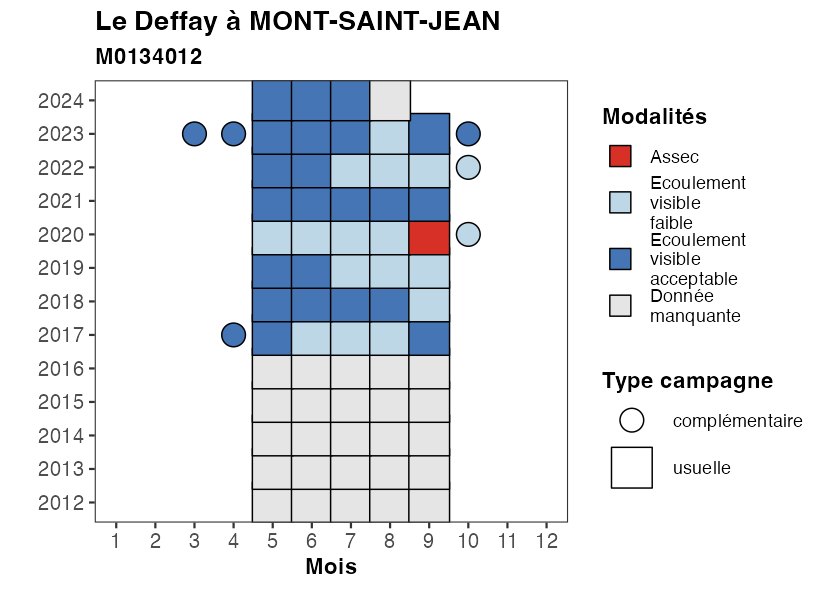 Le Deffay à MONT-SAINT-JEAN
M0134012
2024
2023
2022
2021
2020
2019
2018
2017
2016
2015
2014
2013
2012
1 2 3 4 5 6 7 8 9 10 11 12
Mois
Modalités
Assec
Ecoulement
visible
faible
Ecoulement
visible
acceptable
Donnée
manquante
Type campagne
complémentaire
usuelle